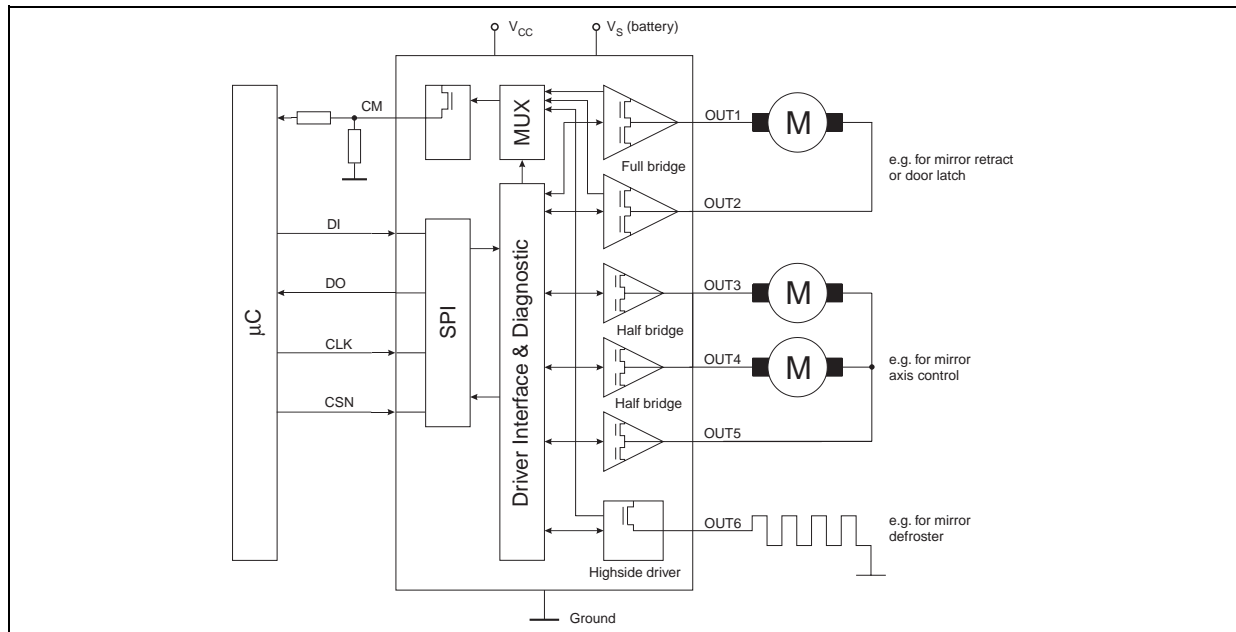 V_CC
V_S (battery)
CM
MUX
OUT1
M
Full bridge
e.g. for mirror retract
or door latch
OUT2
μC
DI
DO
CLK
CSN
SPI
Driver Interface & Diagnostic
OUT3
M
Half bridge
OUT4
M
e.g. for mirror
axis control
Half bridge
OUT5
OUT6
e.g. for mirror
defroster
Highside driver
Ground